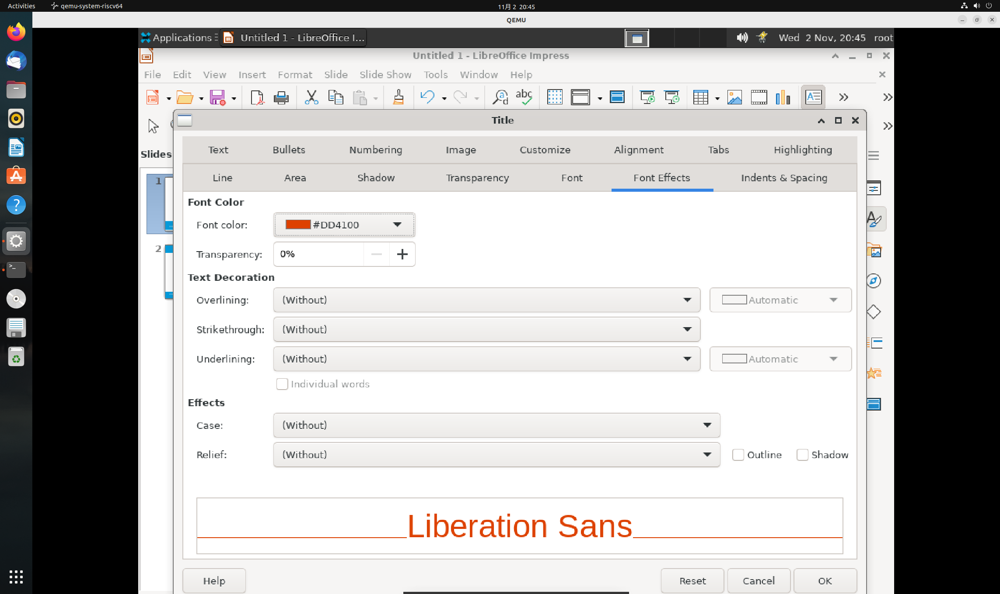 Activities qemu-system-riscv64 11月 2 20:45
QEMU
Applications Untitled 1 - LibreOffice I... Wed 2 Nov, 20:45 root
Untitled 1 - LibreOffice Impress
File Edit View Insert Format Slide Slide Show Tools Window Help
Title
Text Bullets Numbering Image Customize Alignment Tabs Highlighting
Slides
Line Area Shadow Transparency Font Font Effects Indents & Spacing
1
Font Color
Font color: #DD4100
2
Transparency: 0%
Text Decoration
Overlining: (Without) Automatic
Strikethrough: (Without)
Underlining: (Without) Automatic
Individual words
Effects
Case: (Without)
Relief: (Without) Outline Shadow
Liberation Sans
Help Reset Cancel OK